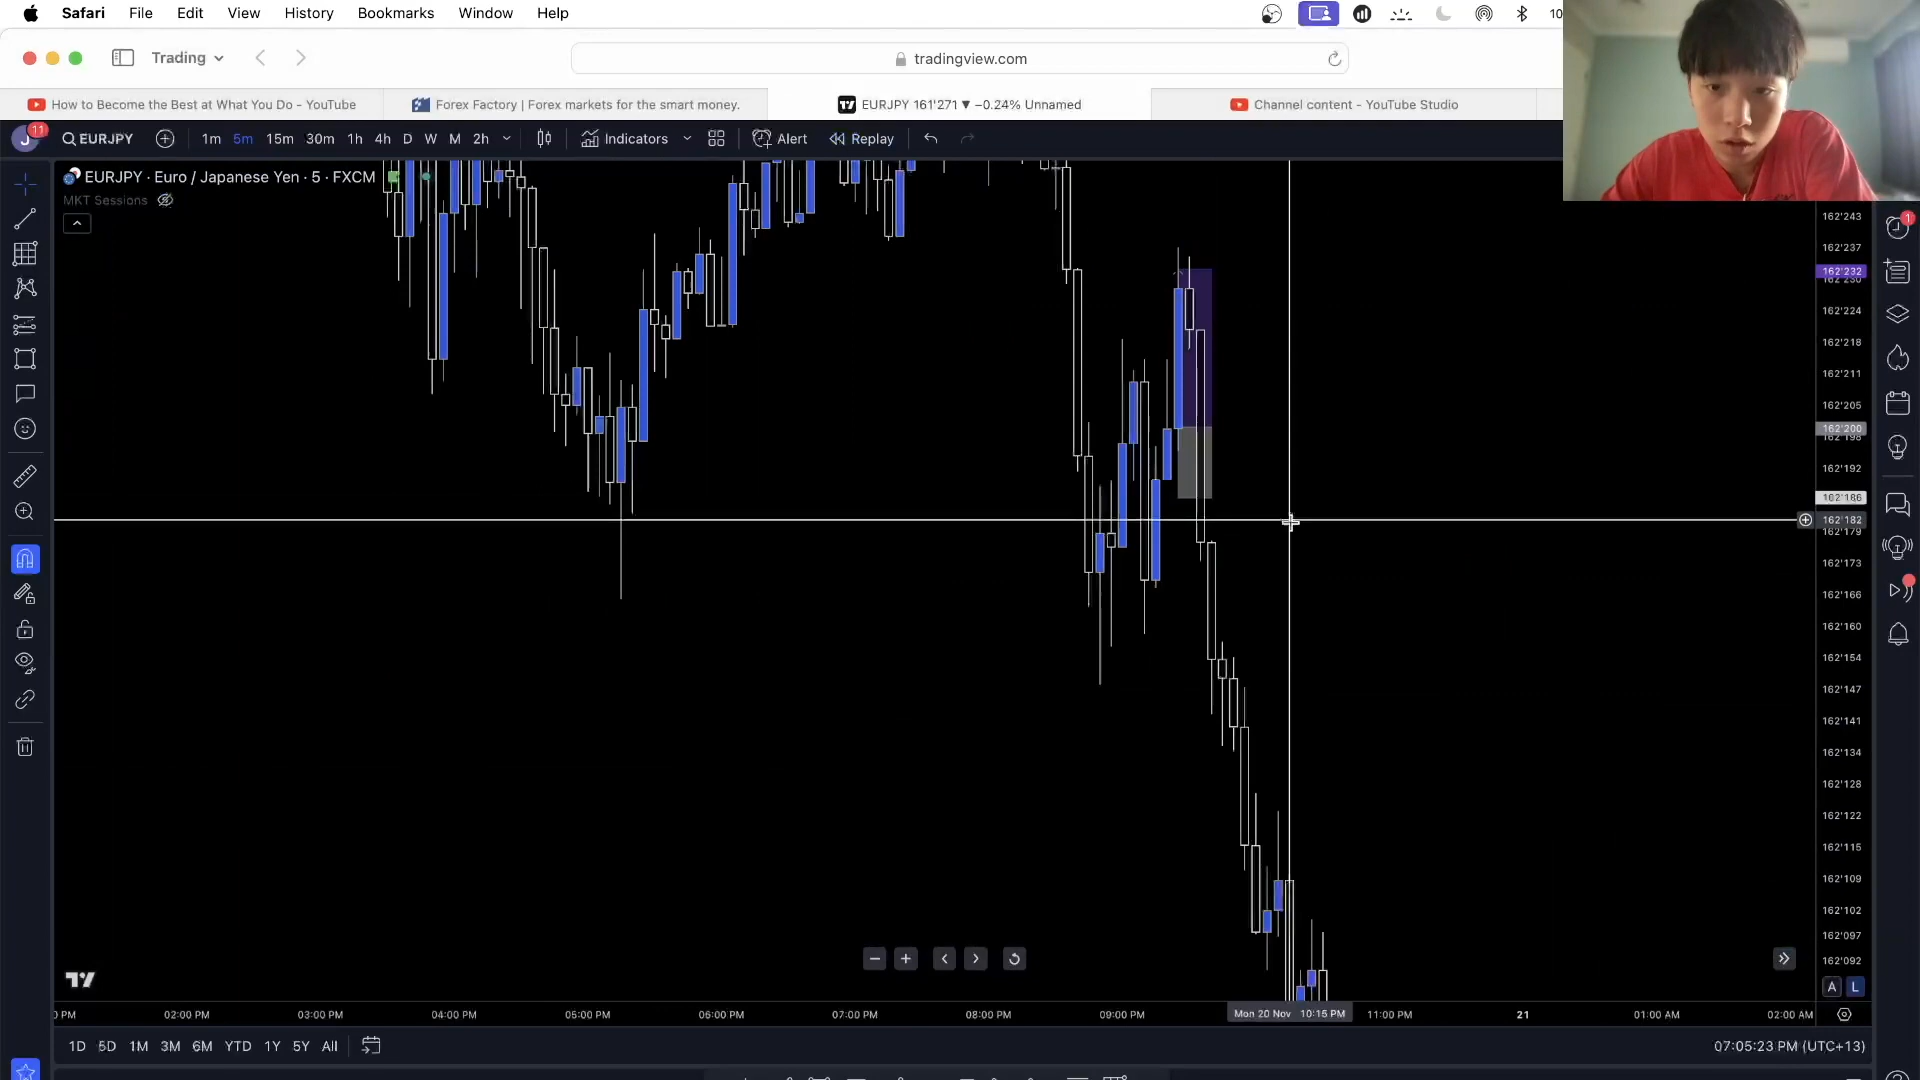 Safari File Edit View History Bookmarks Window Help 10
Trading
tradingview.com
How to Become the Best at What You Do - YouTube
Forex Factory | Forex markets for the smart money.
EURJPY 161'271 ▼ −0.24% Unnamed
Channel content - YouTube Studio
J 11 EURJPY 1m 5m 15m 30m 1h 4h D W M 2h Indicators Alert Replay
EURJPY · Euro / Japanese Yen · 5 · FXCM
MKT Sessions
1
162'243
162'237
162'232
162'224
162'218
162'211
162'205
162'200
162'198
162'192
162'186
162'182
162'179
162'173
162'166
162'160
162'154
162'147
162'141
162'134
162'128
162'122
162'115
162'109
162'102
162'097
162'092
A L
PM 02:00 PM 03:00 PM 04:00 PM 05:00 PM 06:00 PM 07:00 PM 08:00 PM 09:00 PM Mon 20 Nov 10:15 PM 11:00 PM 21 01:00 AM 02:00 AM
1D 5D 1M 3M 6M YTD 1Y 5Y All 07:05:23 PM (UTC+13)